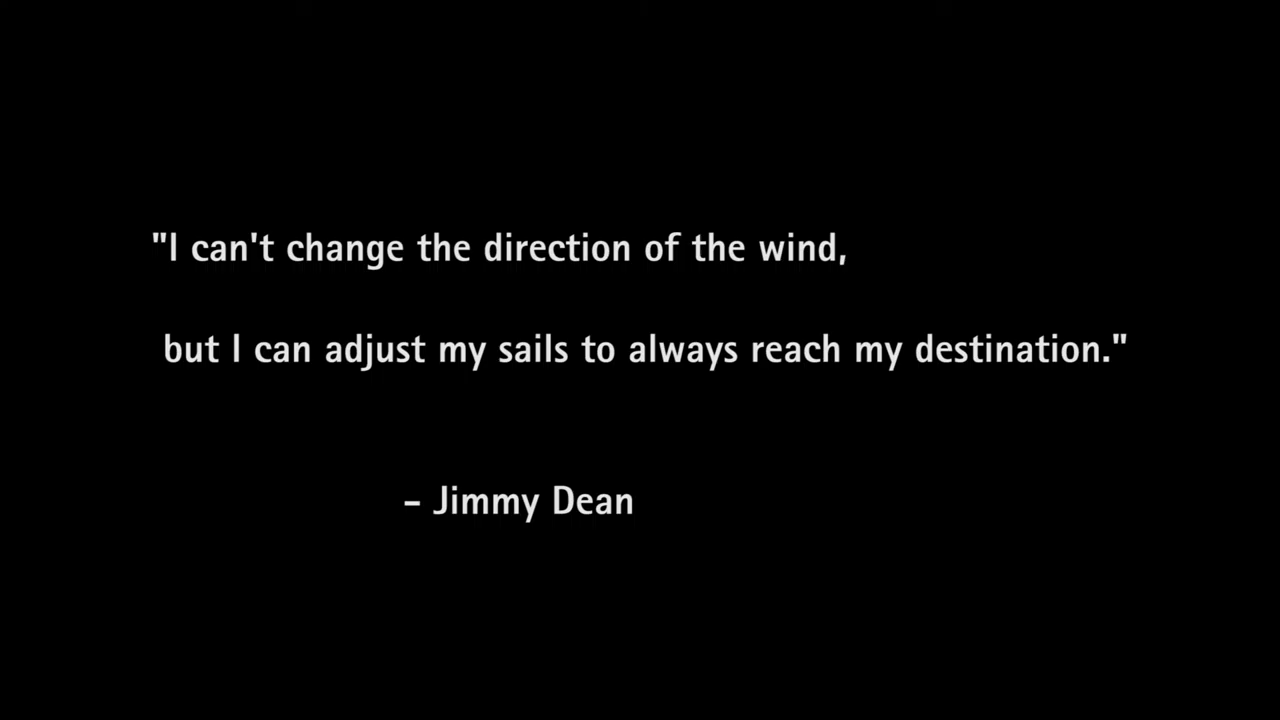 "I can't change the direction of the wind,
but I can adjust my sails to always reach my destination."
- Jimmy Dean